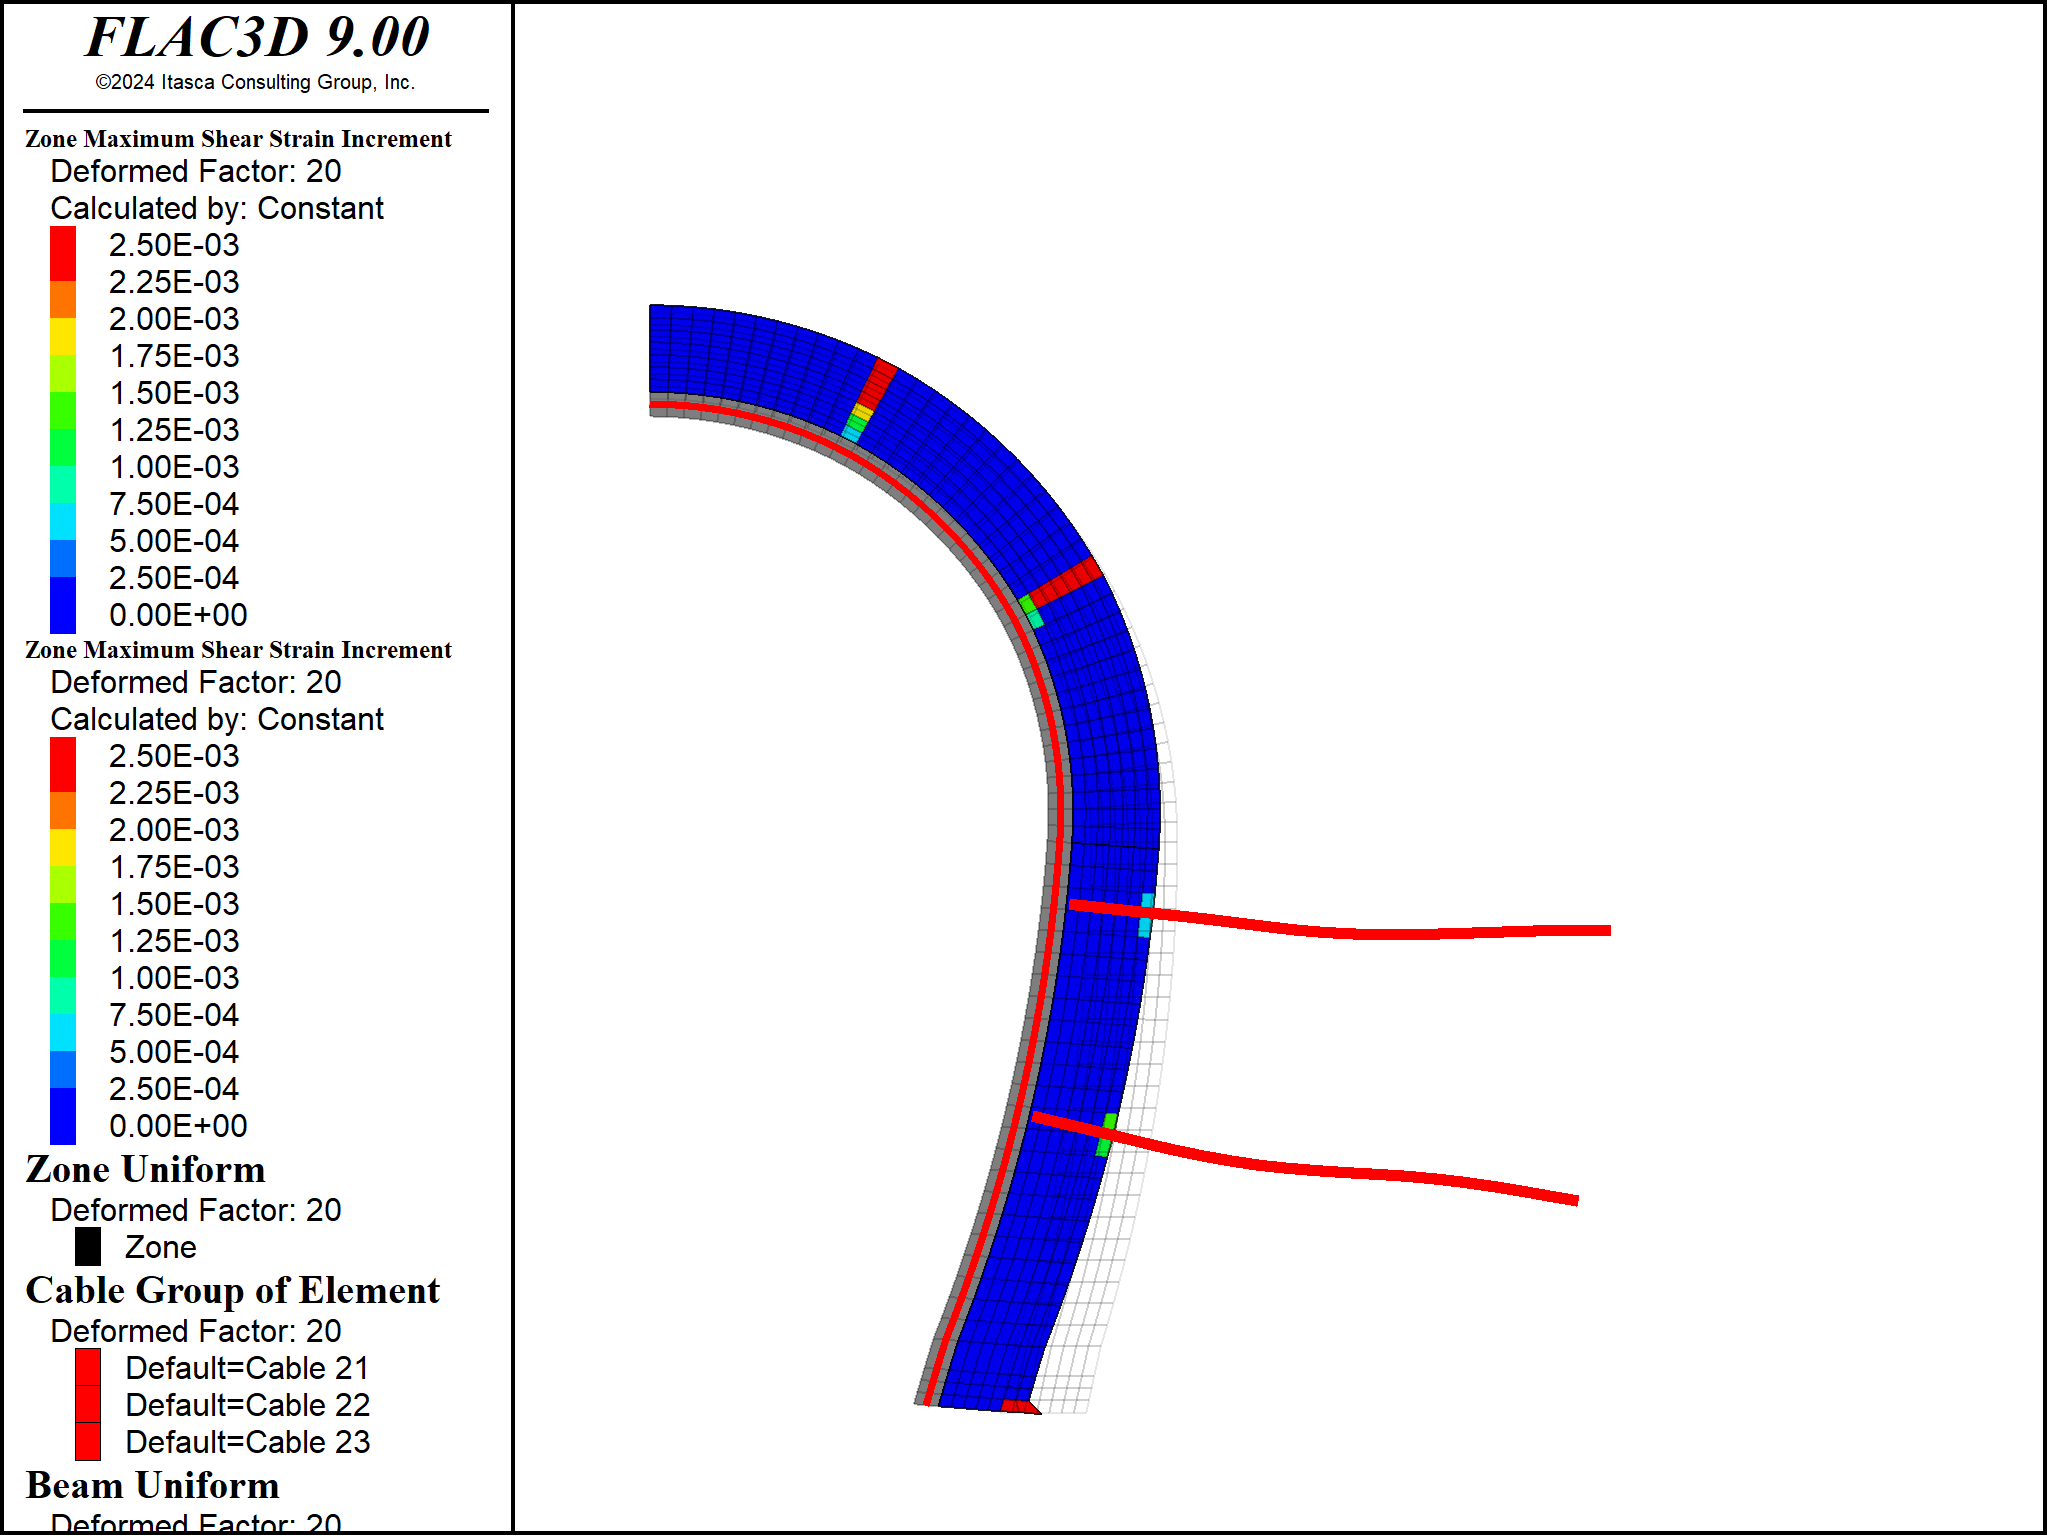 FLAC3D 9.00
©2024 Itasca Consulting Group, Inc.
Zone Maximum Shear Strain Increment
Deformed Factor: 20
Calculated by: Constant
2.50E-03
2.25E-03
2.00E-03
1.75E-03
1.50E-03
1.25E-03
1.00E-03
7.50E-04
5.00E-04
2.50E-04
0.00E+00
Zone Maximum Shear Strain Increment
Deformed Factor: 20
Calculated by: Constant
2.50E-03
2.25E-03
2.00E-03
1.75E-03
1.50E-03
1.25E-03
1.00E-03
7.50E-04
5.00E-04
2.50E-04
0.00E+00
Zone Uniform
Deformed Factor: 20
Zone
Cable Group of Element
Deformed Factor: 20
Default=Cable 21
Default=Cable 22
Default=Cable 23
Beam Uniform
Deformed Factor: 20